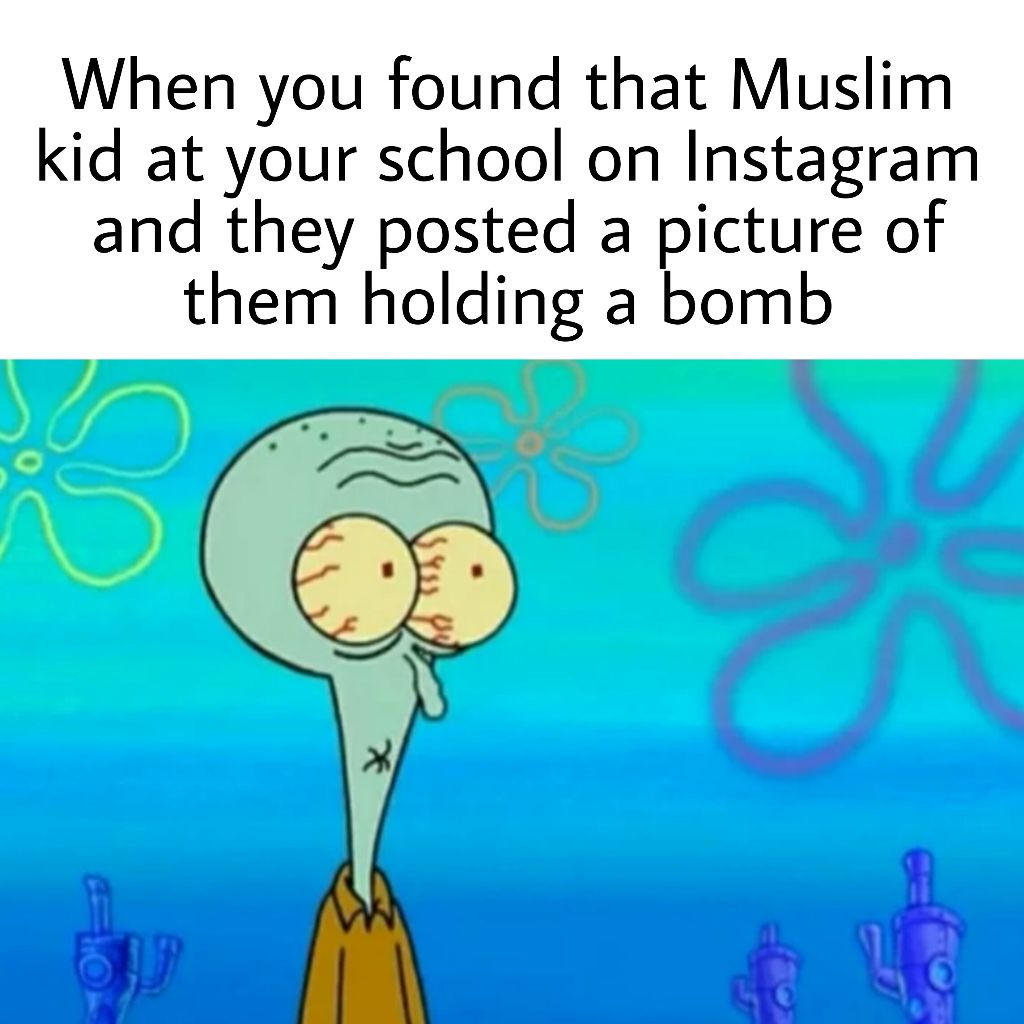 When you found that Muslim
kid at your school on Instagram
and they posted a picture of
them holding a bomb